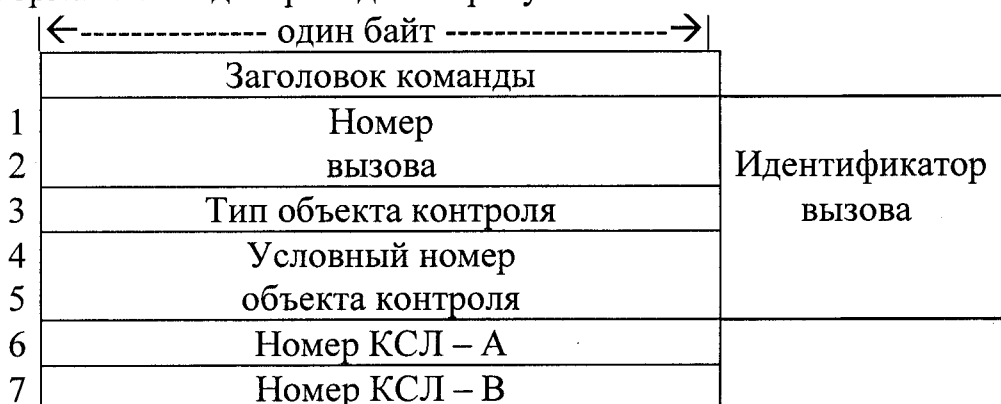 |←--------------- один байт ------------------→|
Заголовок команды
1 Номер
2 вызова Идентификатор
3 Тип объекта контроля вызова
4 Условный номер
5 объекта контроля
6 Номер КСЛ – А
7 Номер КСЛ – В